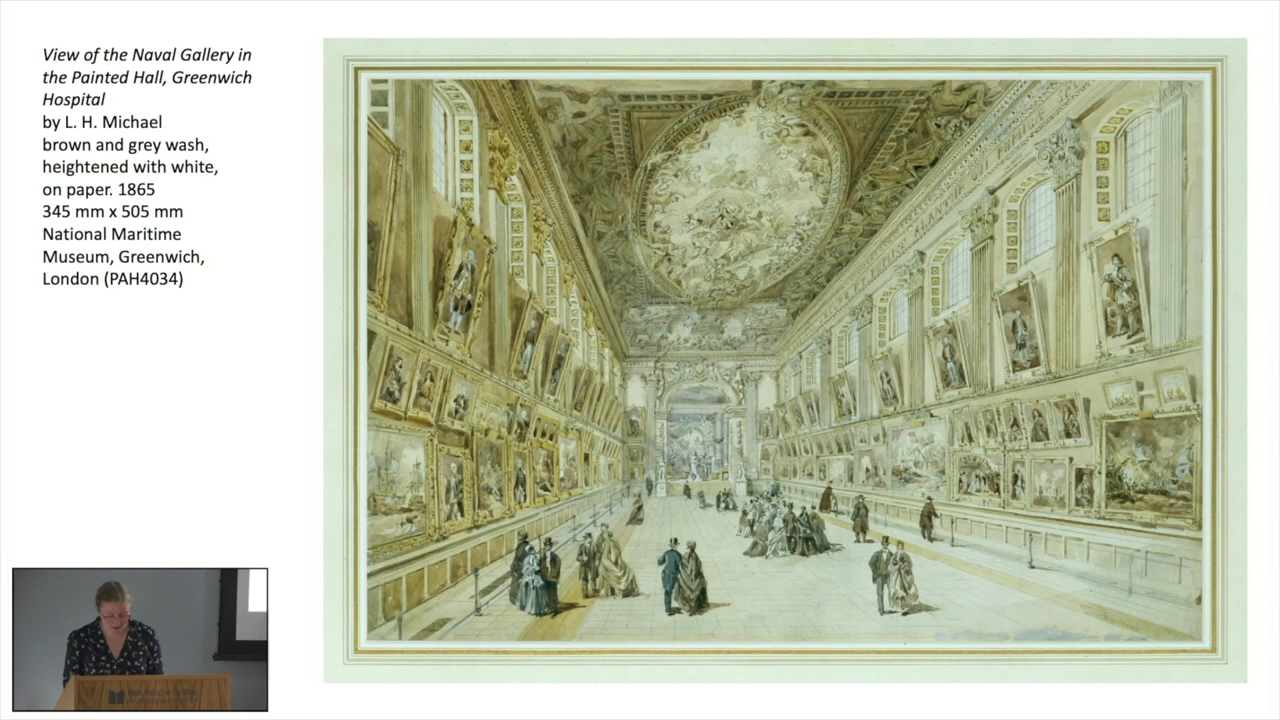 View of the Naval Gallery in
the Painted Hall, Greenwich
Hospital
by L. H. Michael
brown and grey wash,
heightened with white,
on paper. 1865
345 mm x 505 mm
National Maritime
Museum, Greenwich,
London (PAH4034)